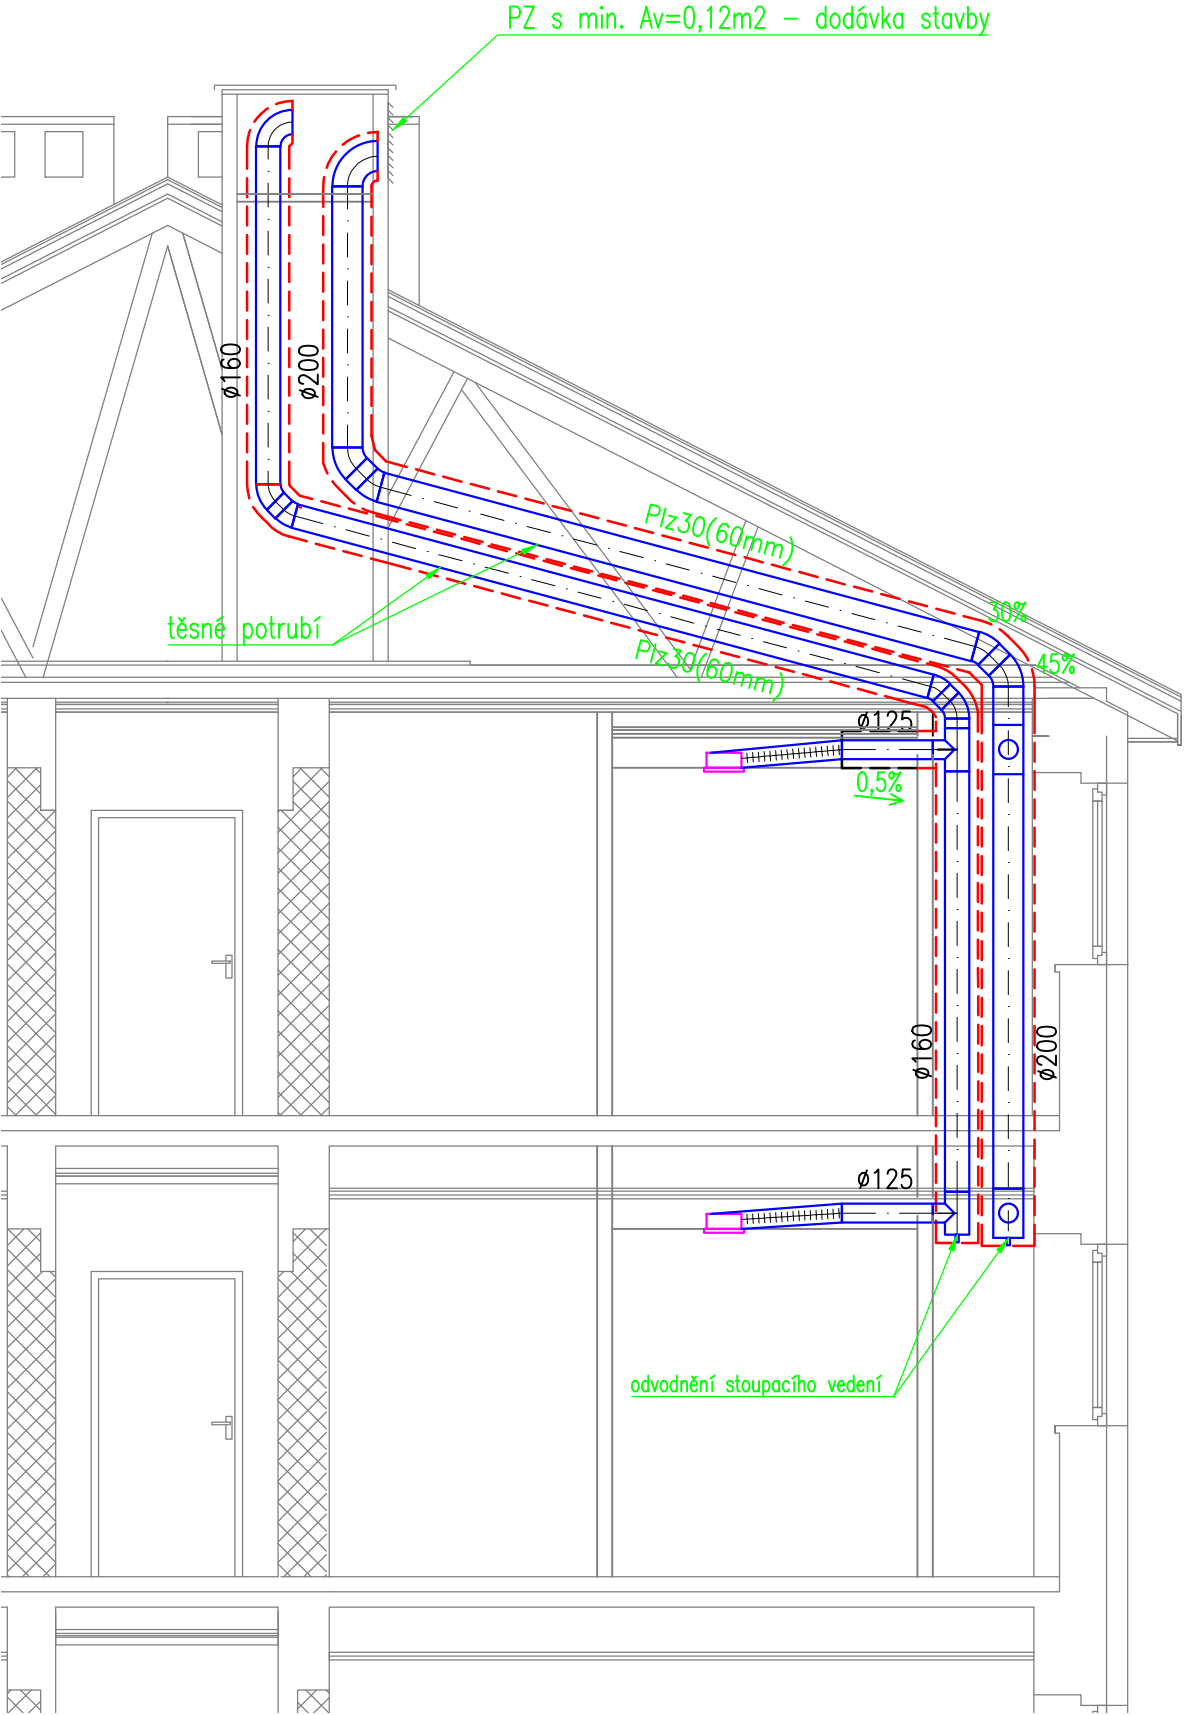 PZ s min. Av=0,12m2 – dodávka stavby
ø160
ø200
Plz30(60mm)
30%
těsné potrubí
Plz30(60mm)
45%
ø125
0,5%
ø160
ø200
ø125
odvodnění stoupacího vedení